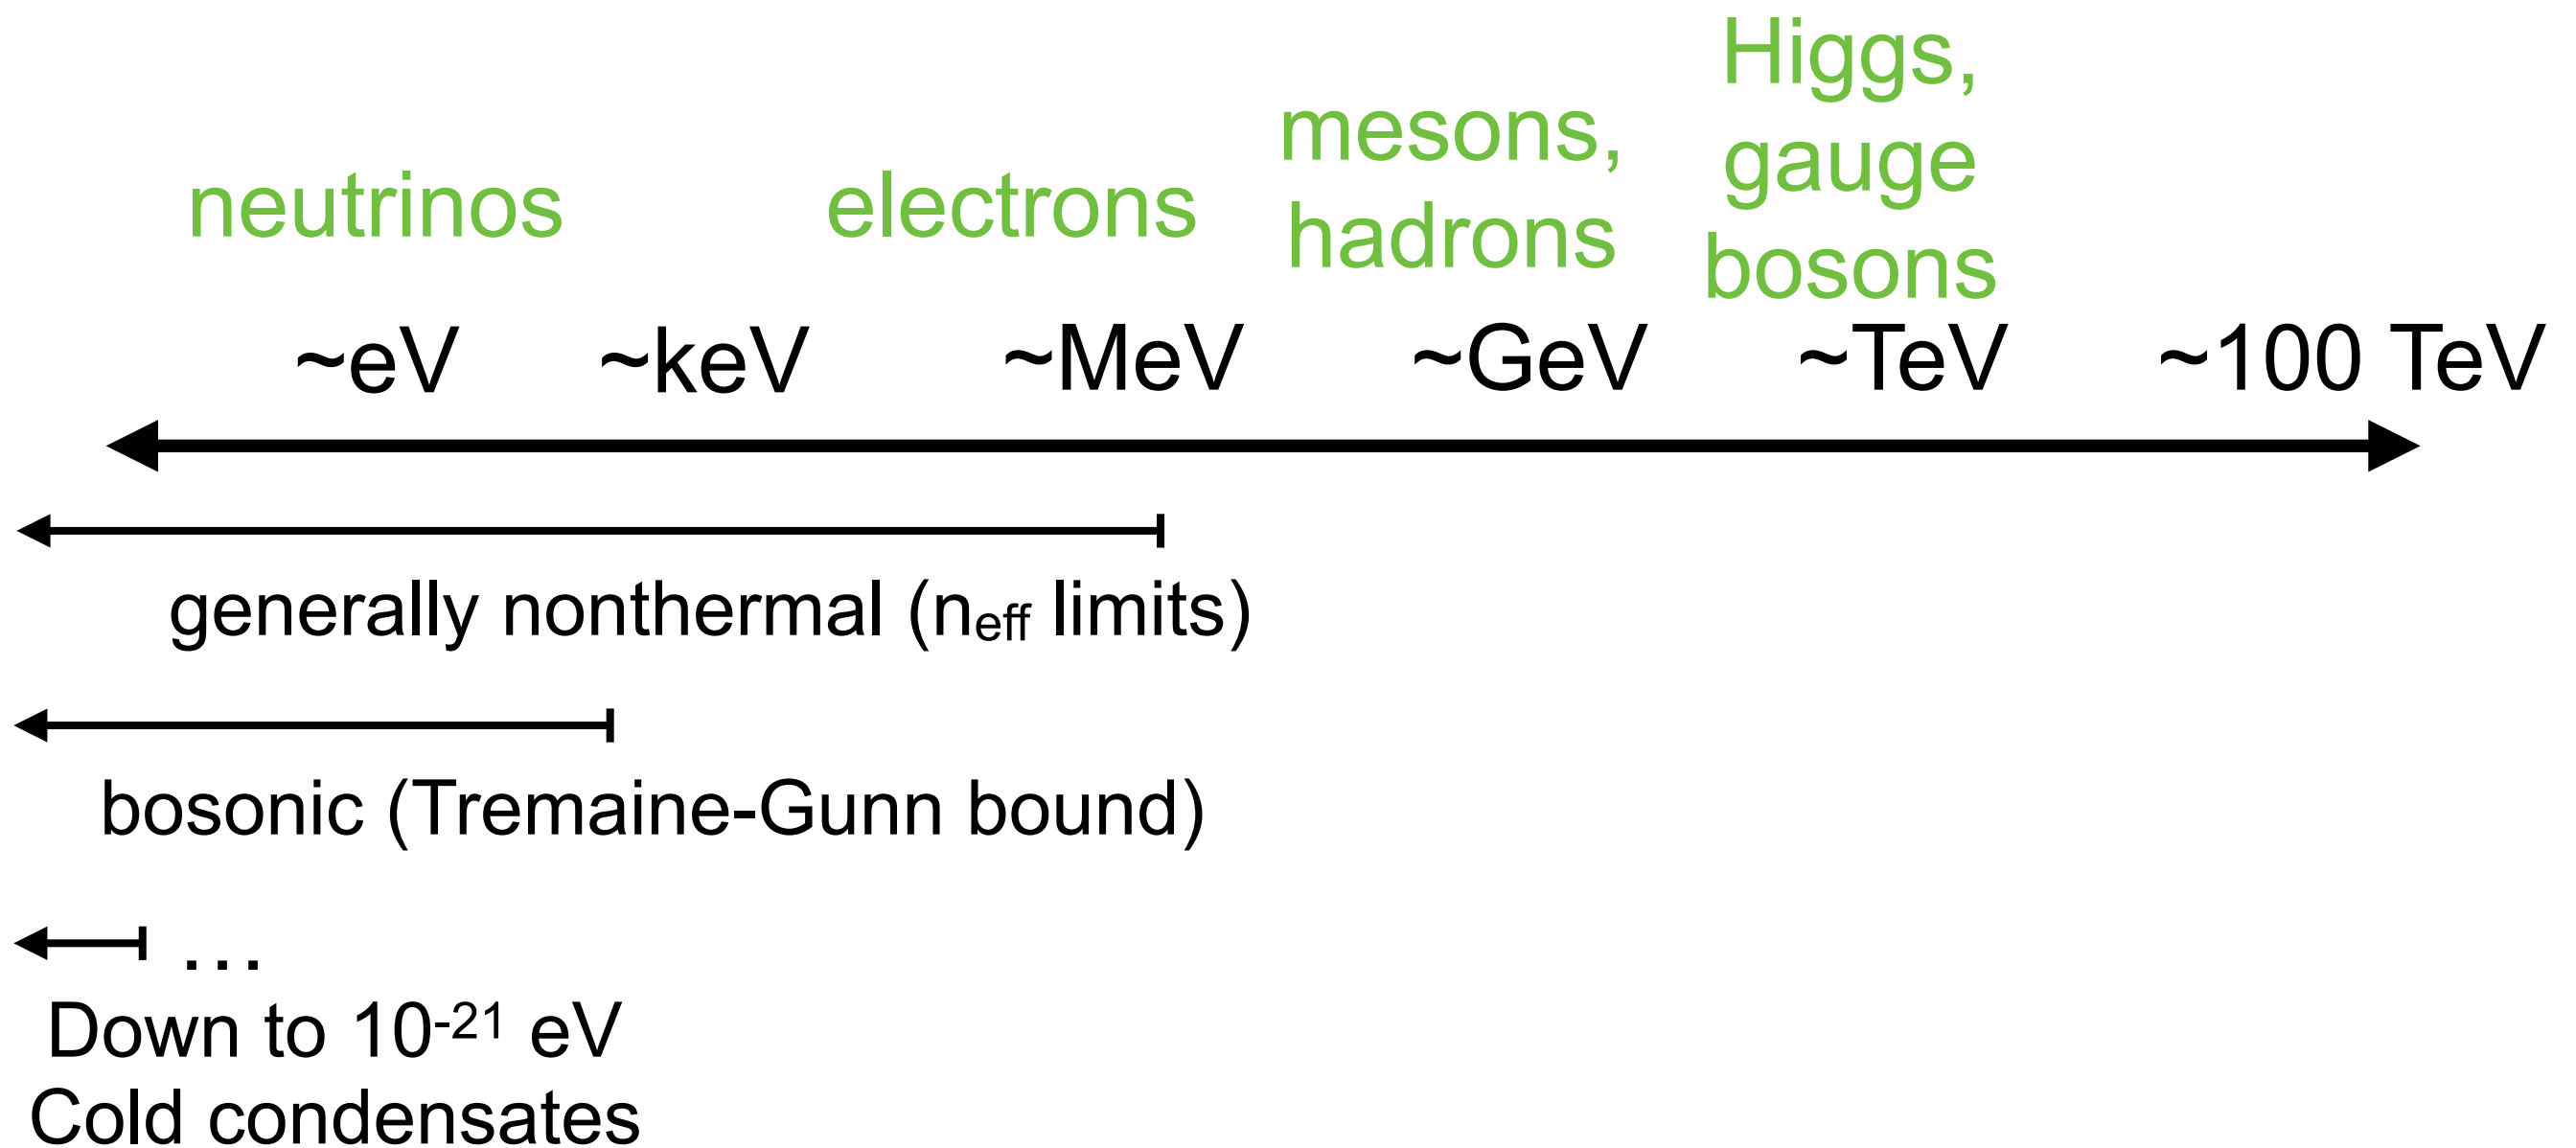 Higgs,
gauge
bosons
mesons,
hadrons
neutrinos
electrons
~eV
~keV
~MeV
~GeV
~TeV
~100 TeV
generally nonthermal (n_eff limits)
bosonic (Tremaine-Gunn bound)
...
Down to 10^-21 eV
Cold condensates